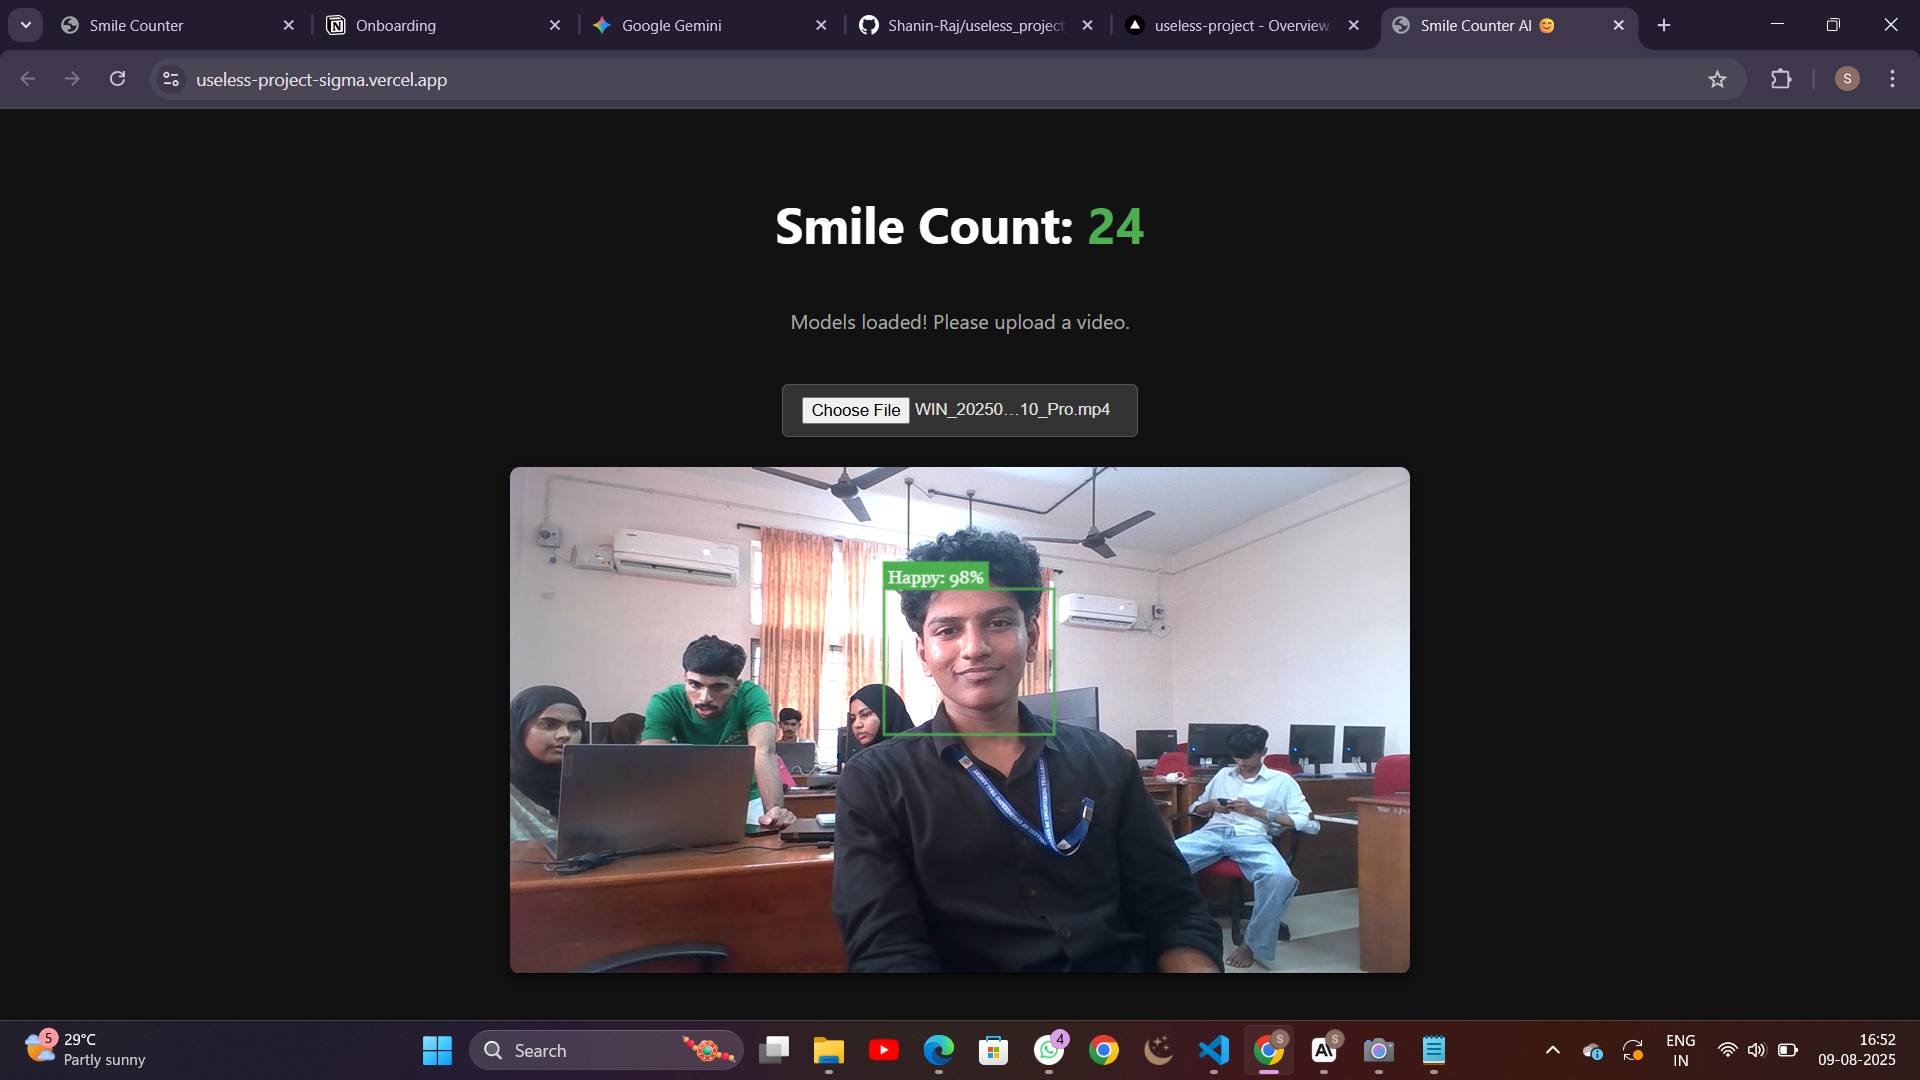 Smile Counter
Onboarding
Google Gemini
Shanin-Raj/useless_project
useless-project - Overview
Smile Counter AI 😊
useless-project-sigma.vercel.app
S
Smile Count: 24
Models loaded! Please upload a video.
Choose File WIN_20250…10_Pro.mp4
Happy: 98%
5
29°C
Partly sunny
Search
4
S
S
ENG
IN
16:52
09-08-2025